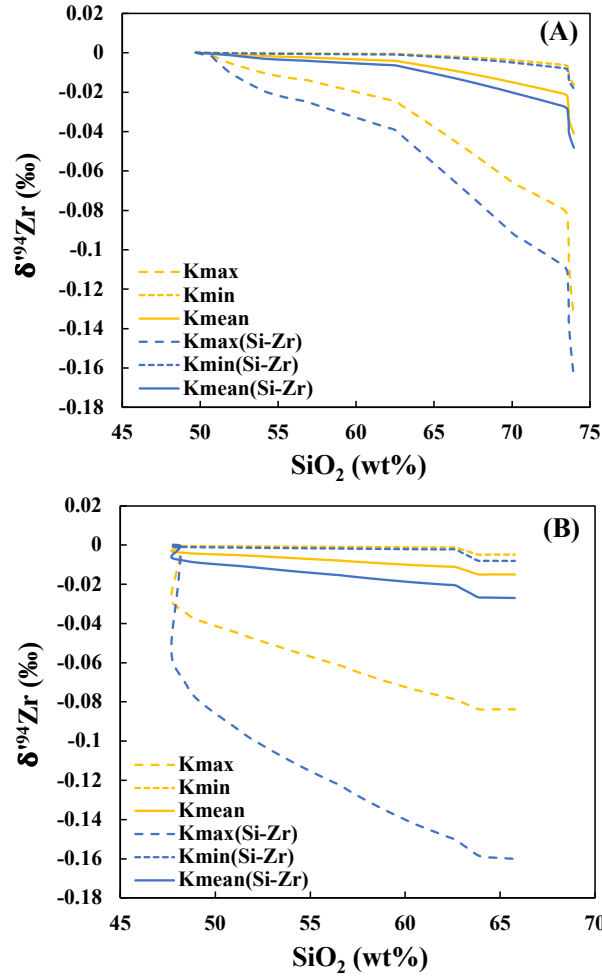 (A)
0.02
0
-0.02
-0.04
-0.06
-0.08
-0.1
-0.12
-0.14
-0.16
-0.18
δ'⁹⁴Zr (‰)
Kmax
Kmin
Kmean
Kmax(Si-Zr)
Kmin(Si-Zr)
Kmean(Si-Zr)
45 50 55 60 65 70 75
SiO₂ (wt%)
(B)
0.02
0
-0.02
-0.04
-0.06
-0.08
-0.1
-0.12
-0.14
-0.16
-0.18
δ'⁹⁴Zr (‰)
Kmax
Kmin
Kmean
Kmax(Si-Zr)
Kmin(Si-Zr)
Kmean(Si-Zr)
45 50 55 60 65 70
SiO₂ (wt%)